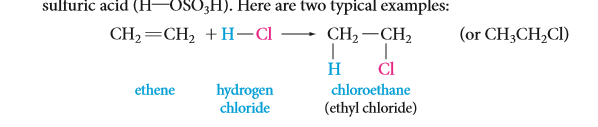 sulfuric acid (H—OSO₃H). Here are two typical examples:
CH₂=CH₂ + H—Cl ⟶ CH₂—CH₂ (or CH₃CH₂Cl)
H Cl
ethene hydrogen chloroethane
chloride (ethyl chloride)